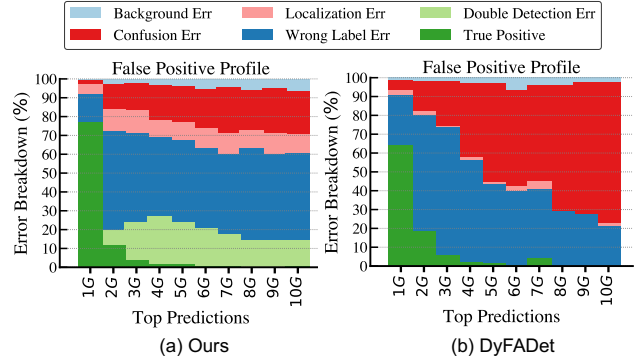 Background Err Localization Err Double Detection Err
Confusion Err Wrong Label Err True Positive
False Positive Profile
Error Breakdown (%)
100
90
80
70
60
50
40
30
20
10
0
1G 2G 3G 4G 5G 6G 7G 8G 9G 10G
Top Predictions
(a) Ours
False Positive Profile
Error Breakdown (%)
100
90
80
70
60
50
40
30
20
10
0
1G 2G 3G 4G 5G 6G 7G 8G 9G 10G
Top Predictions
(b) DyFADet